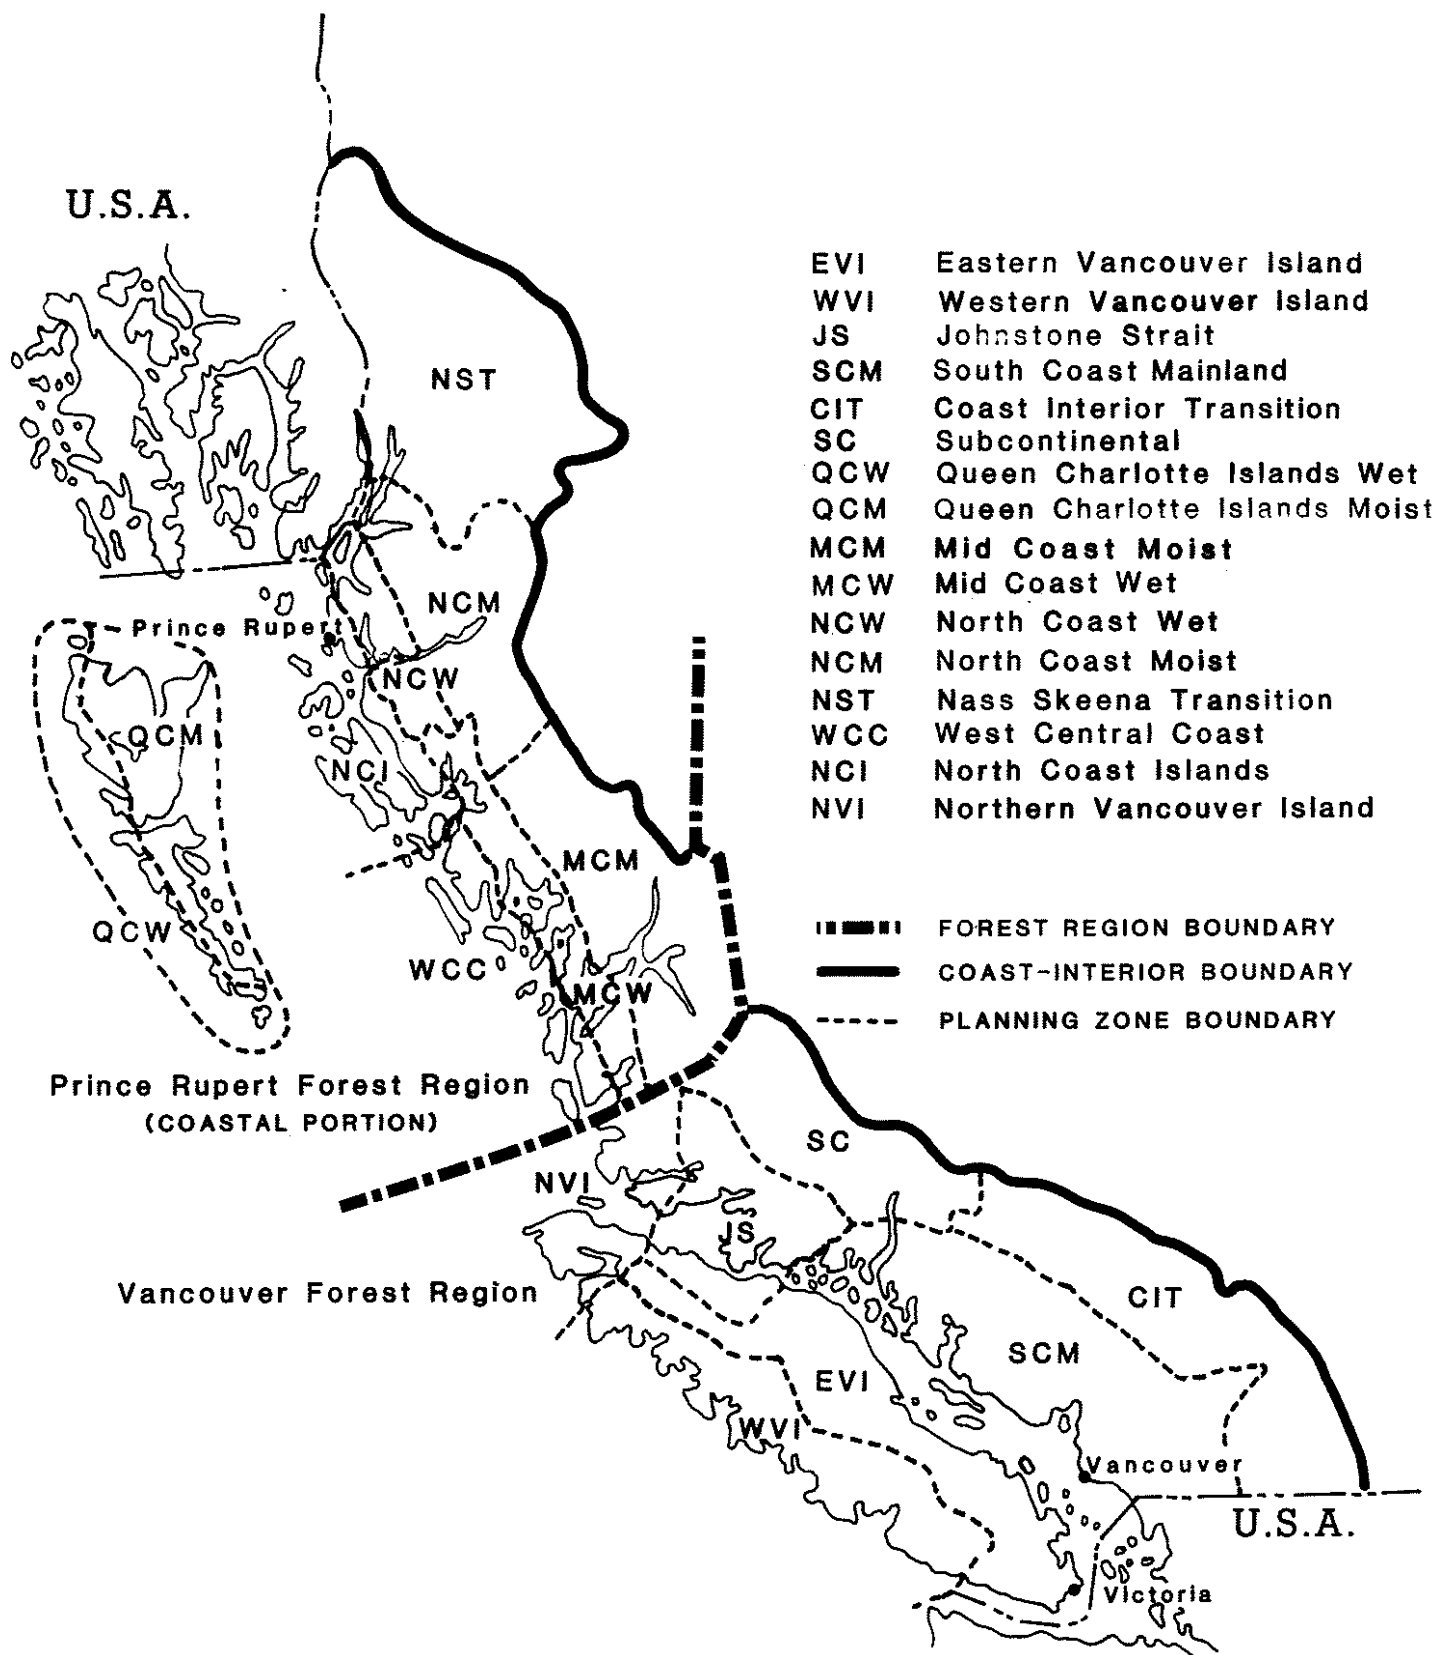 U.S.A.
EVI Eastern Vancouver Island
WVI Western Vancouver Island
JS Johnstone Strait
SCM South Coast Mainland
CIT Coast Interior Transition
SC Subcontinental
QCW Queen Charlotte Islands Wet
QCM Queen Charlotte Islands Moist
MCM Mid Coast Moist
MCW Mid Coast Wet
NCW North Coast Wet
NCM North Coast Moist
NST Nass Skeena Transition
WCC West Central Coast
NCI North Coast Islands
NVI Northern Vancouver Island
FOREST REGION BOUNDARY
COAST-INTERIOR BOUNDARY
PLANNING ZONE BOUNDARY
NST
NCM
Prince Rupert
NCW
QCM
NCI
MCM
QCW
WCC
MCW
Prince Rupert Forest Region
(COASTAL PORTION)
SC
NVI
JS
Vancouver Forest Region
CIT
SCM
EVI
WVI
Vancouver
U.S.A.
Victoria